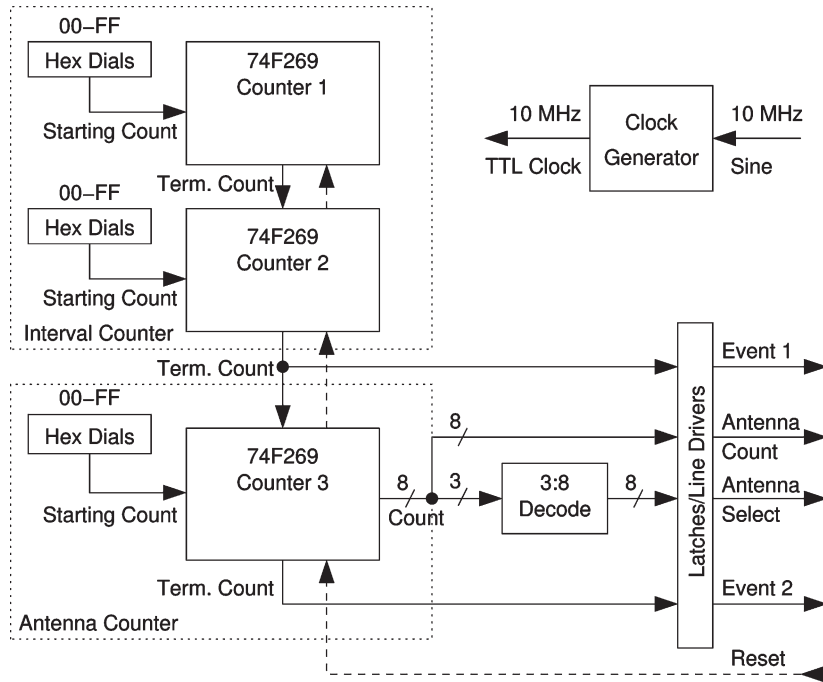 00–FF
Hex Dials
74F269
Counter 1
Starting Count
Term. Count
00–FF
Hex Dials
74F269
Counter 2
Starting Count
Interval Counter
10 MHz
TTL Clock
Clock
Generator
10 MHz
Sine
Term. Count
00–FF
Hex Dials
74F269
Counter 3
Starting Count
8
Count
8
3
3:8
Decode
8
Term. Count
Antenna Counter
Latches/Line Drivers
Event 1
Antenna
Count
Antenna
Select
Event 2
Reset